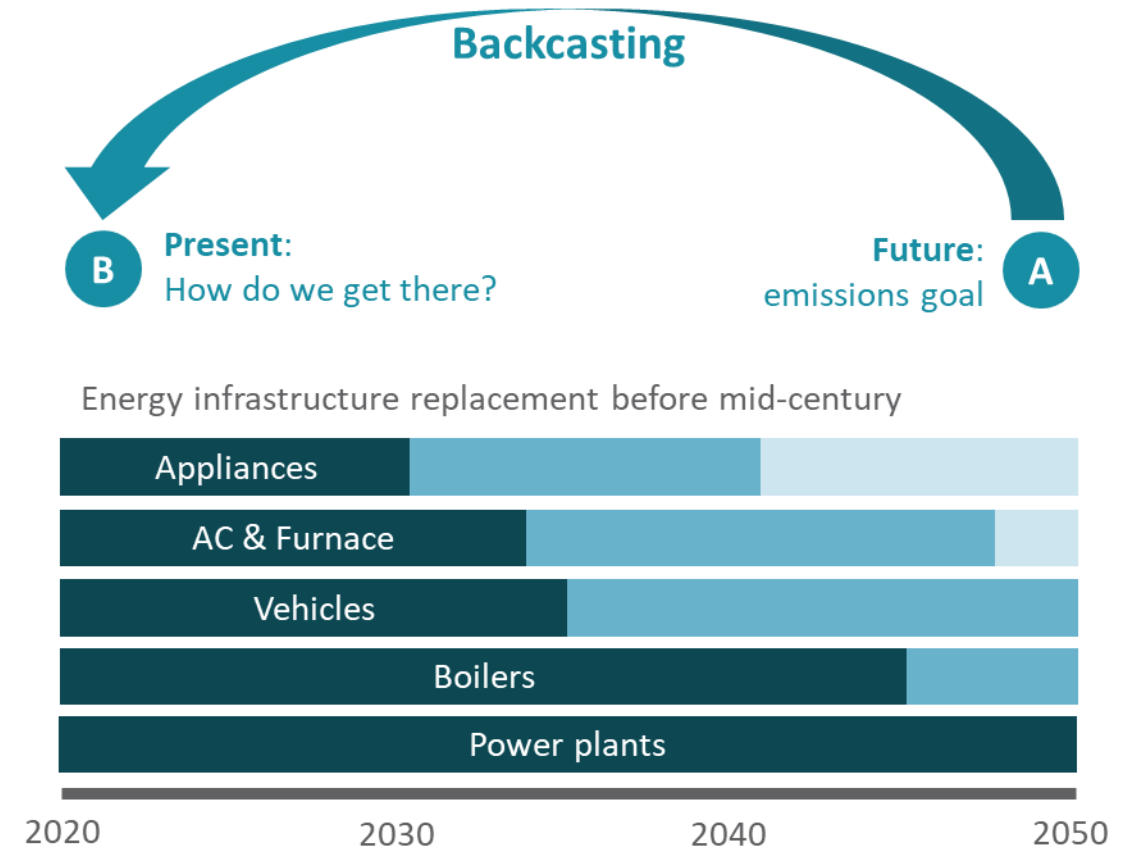 Backcasting
B
Present:
How do we get there?
Future:
emissions goal
A
Energy infrastructure replacement before mid-century
Appliances
AC & Furnace
Vehicles
Boilers
Power plants
2020 2030 2040 2050